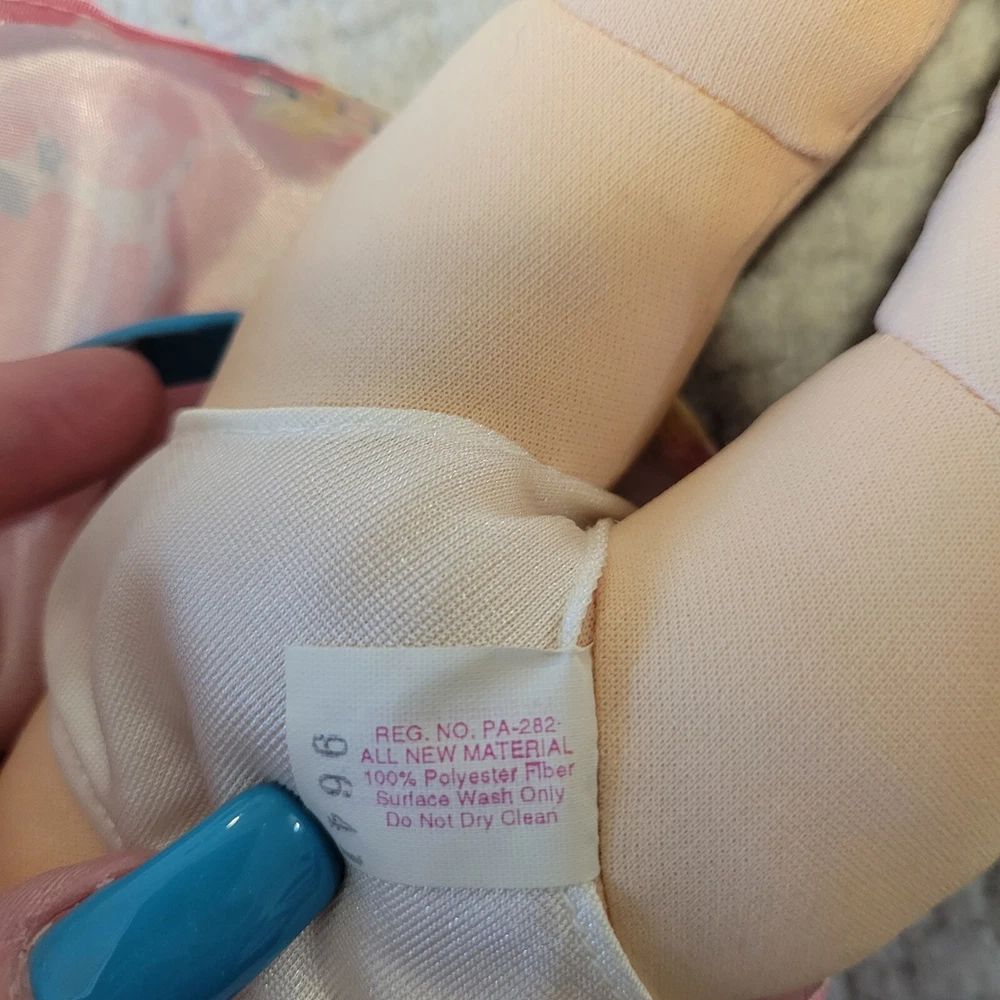 REG. NO. PA-282
ALL NEW MATERIAL
100% Polyester Fiber
Surface Wash Only
Do Not Dry Clean